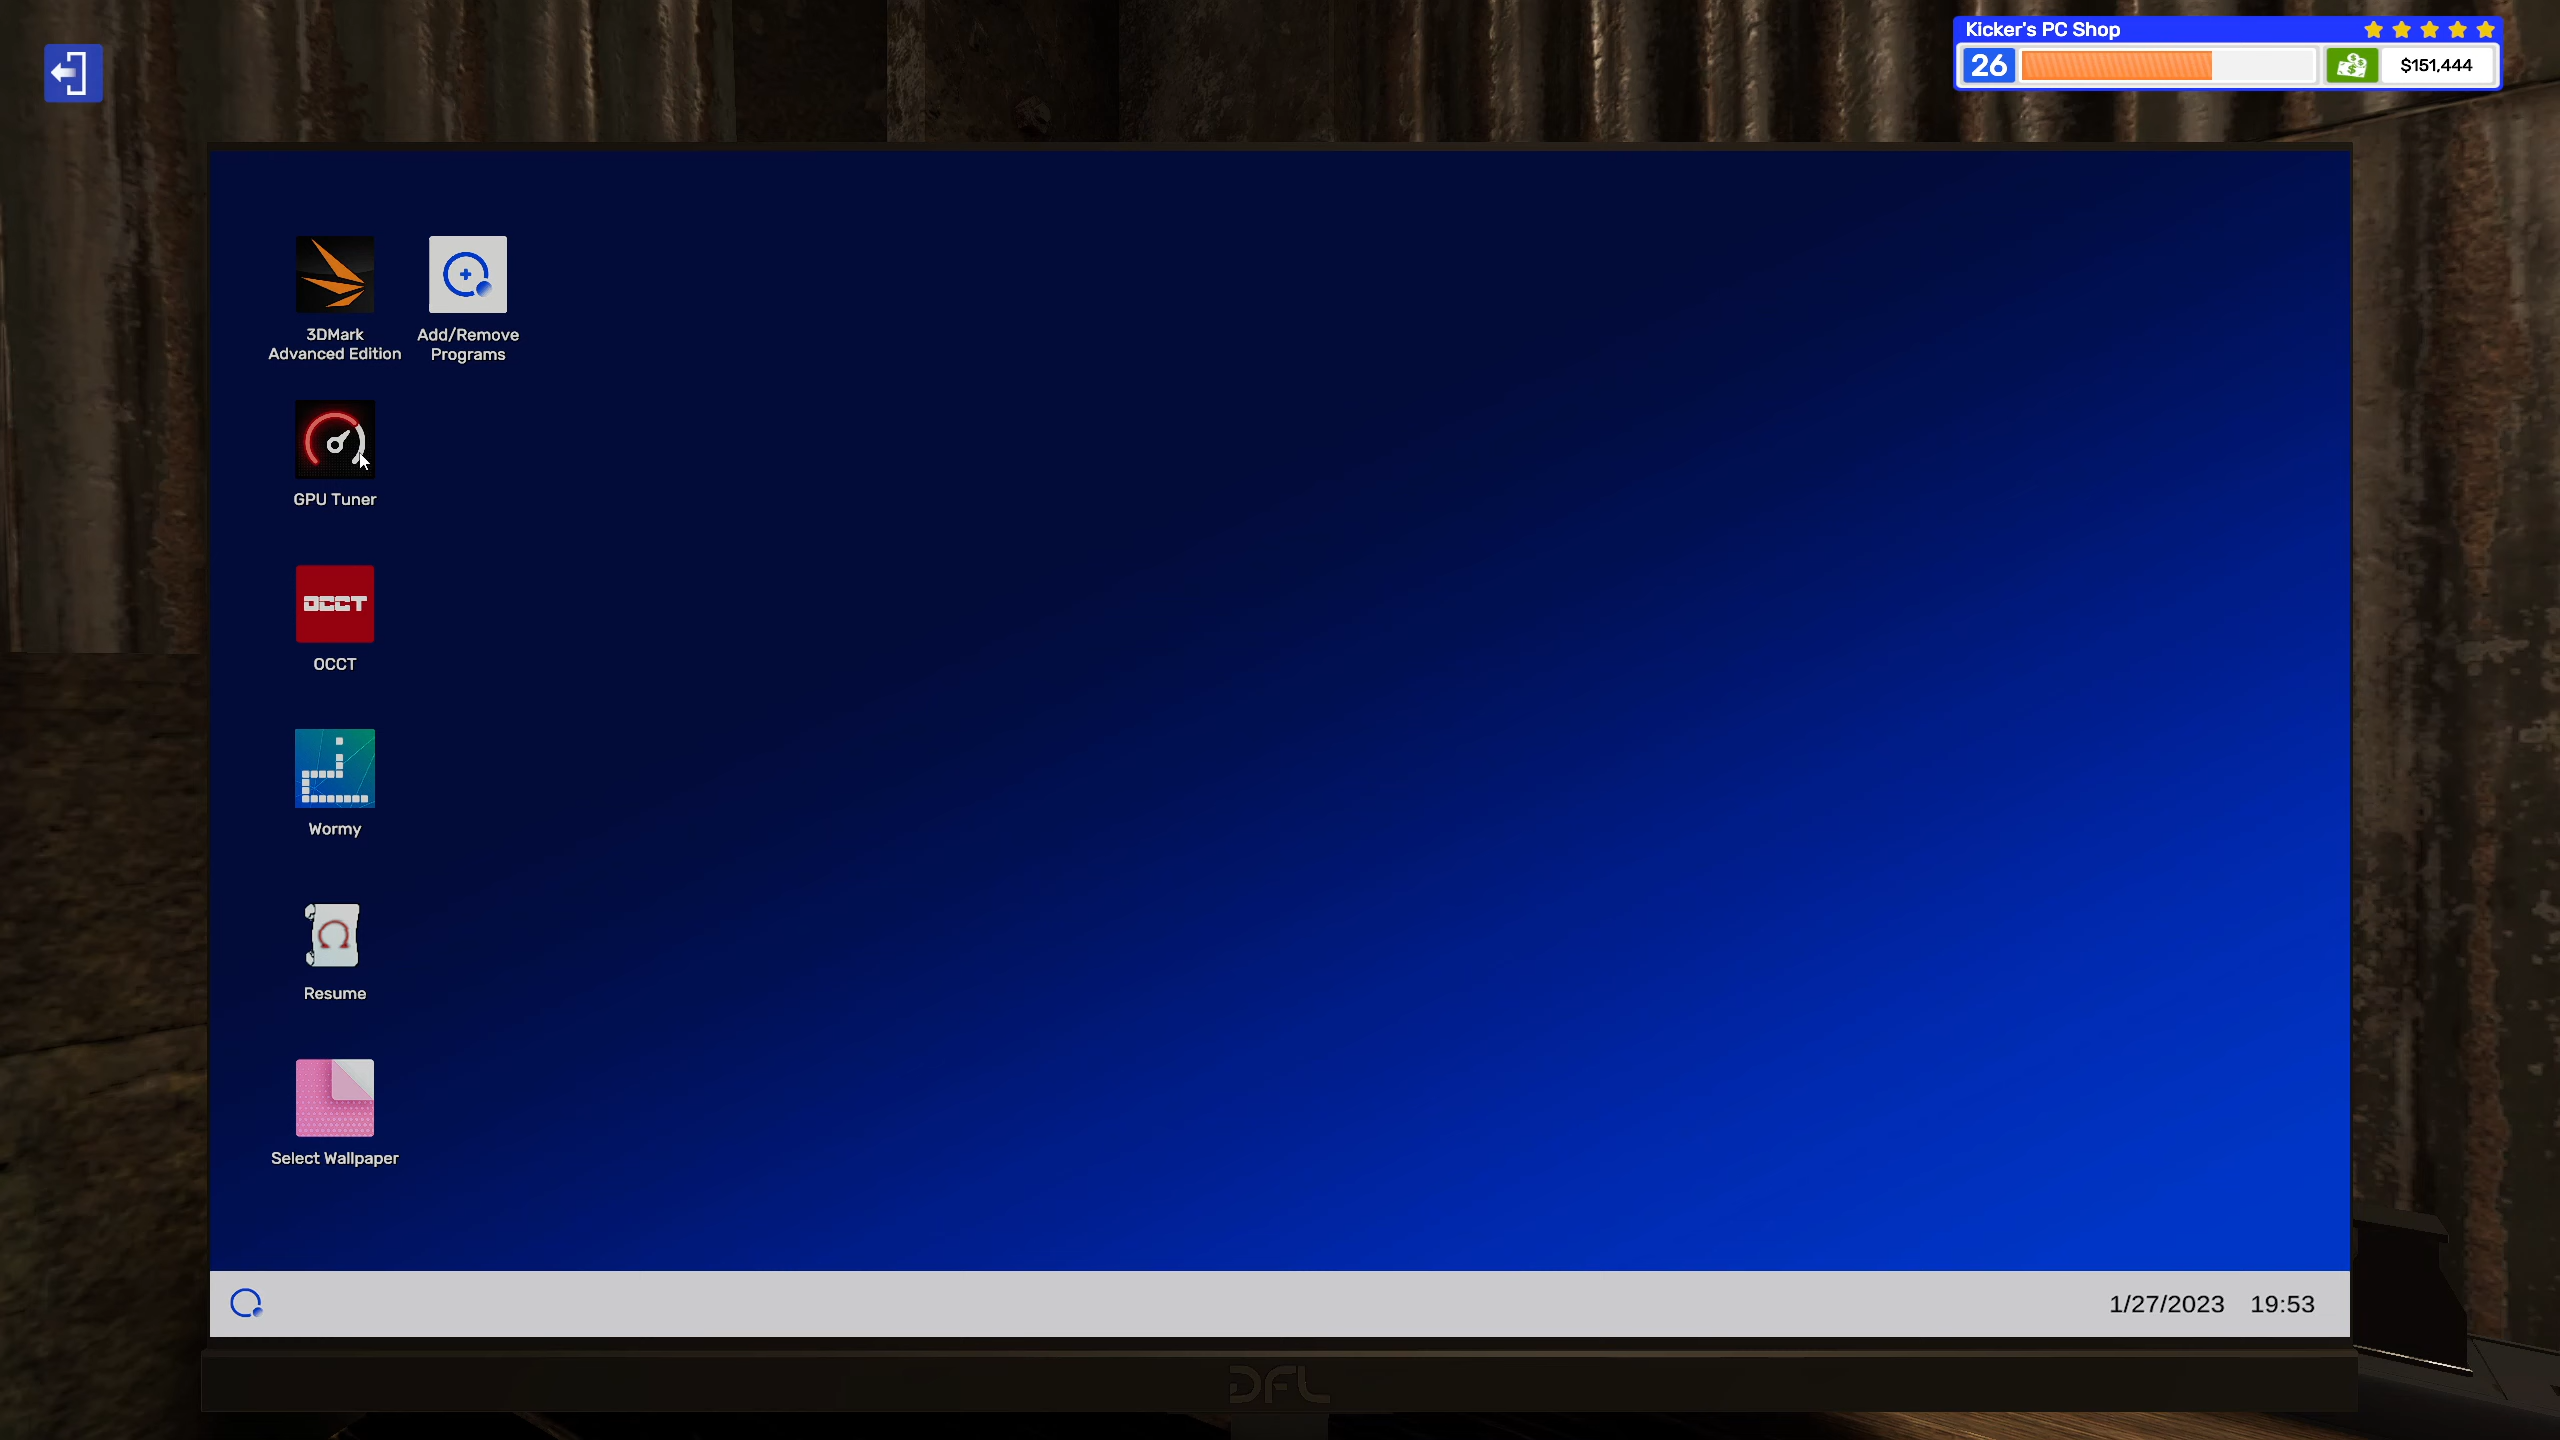 Kicker's PC Shop
26
$151,444
3DMark
Advanced Edition
Add/Remove
Programs
GPU Tuner
OCCT
OCCT
Wormy
Resume
Select Wallpaper
1/27/2023 19:53
DFL